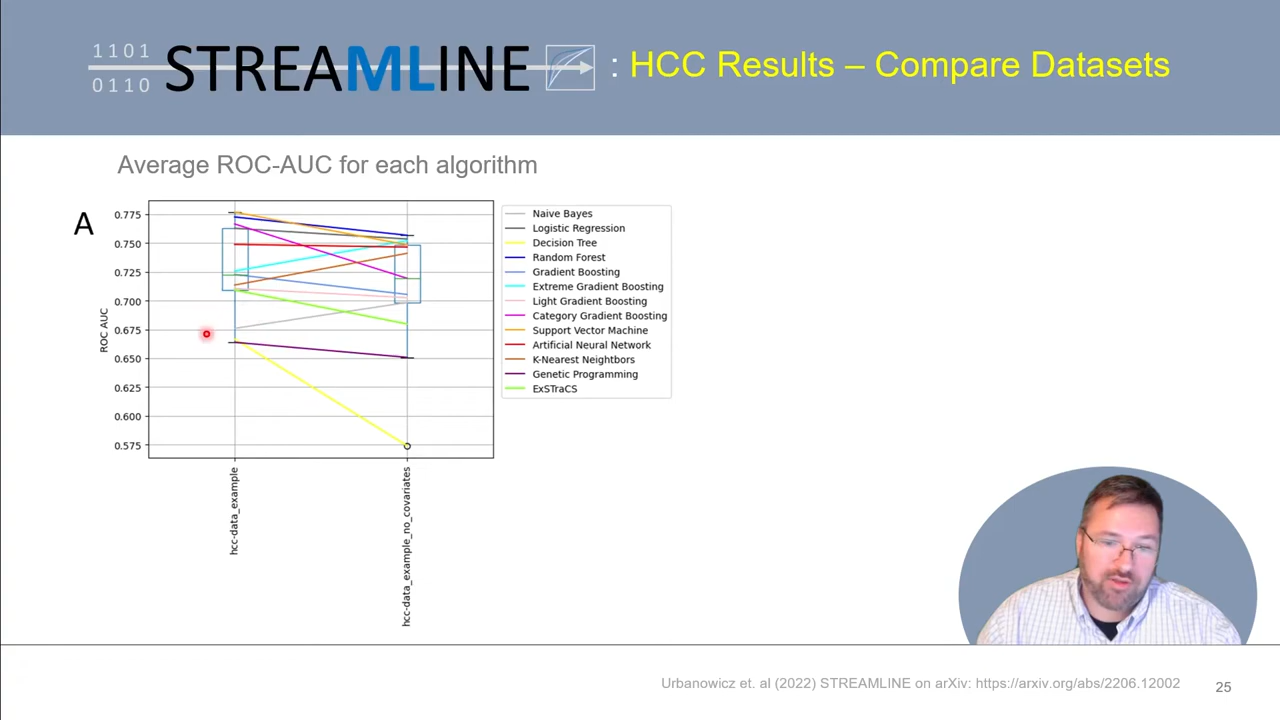 1101
0110
STREAMLINE
: HCC Results – Compare Datasets
Average ROC-AUC for each algorithm
A
ROC AUC
0.775
0.750
0.725
0.700
0.675
0.650
0.625
0.600
0.575
hcc-data_example
hcc-data_example_no_covariates
Naive Bayes
Logistic Regression
Decision Tree
Random Forest
Gradient Boosting
Extreme Gradient Boosting
Light Gradient Boosting
Category Gradient Boosting
Support Vector Machine
Artificial Neural Network
K-Nearest Neightbors
Genetic Programming
ExSTraCS
Urbanowicz et. al (2022) STREAMLINE on arXiv: https://arxiv.org/abs/2206.12002
25